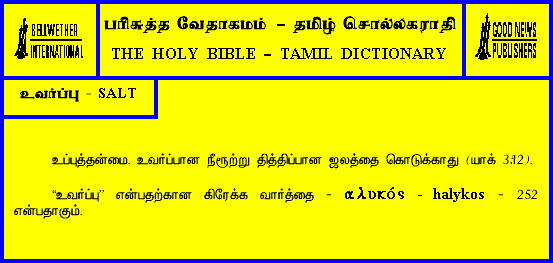 BELLWETHER
INTERNATIONAL
பரிசுத்த வேதாகமம் – தமிழ் சொல்லகராதி
THE HOLY BIBLE – TAMIL DICTIONARY
GOOD NEWS
PUBLISHERS
உவர்ப்பு - SALT
உப்புத்தன்மை. உவர்ப்பான நீரூற்று தித்திப்பான ஜலத்தை கொடுக்காது (யாக் 3:12).
“உவர்ப்பு” என்பதற்கான கிரேக்க வார்த்தை - αλυκός - halykos - 252
என்பதாகும்.